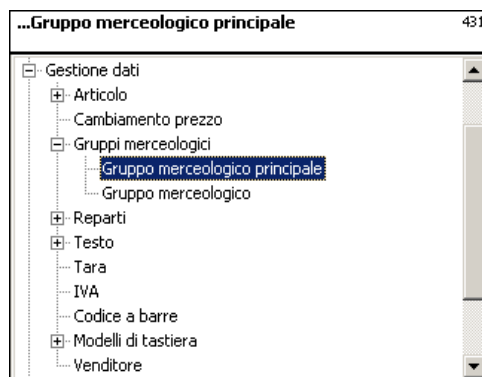 ...Gruppo merceologico principale 431
Gestione dati
Articolo
Cambiamento prezzo
Gruppi merceologici
Gruppo merceologico principale
Gruppo merceologico
Reparti
Testo
Tara
IVA
Codice a barre
Modelli di tastiera
Venditore